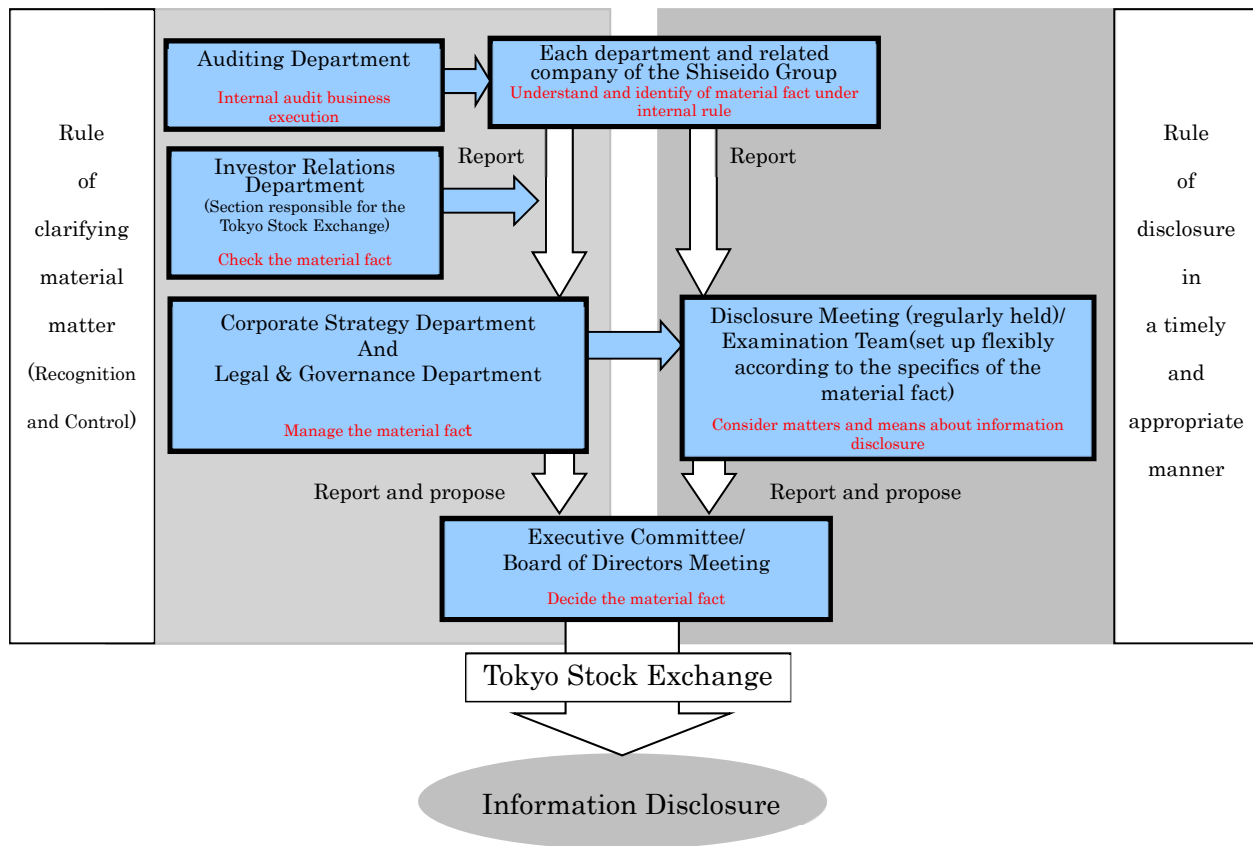 Rule
of
clarifying
material
matter
(Recognition
and Control)
Auditing Department
Internal audit business
execution
Each department and related
company of the Shiseido Group
Understand and identify of material fact under
internal rule
Report
Report
Investor Relations
Department
(Section responsible for the
Tokyo Stock Exchange)
Check the material fact
Corporate Strategy Department
And
Legal & Governance Department
Manage the material fact
Disclosure Meeting (regularly held)/
Examination Team(set up flexibly
according to the specifics of the
material fact)
Consider matters and means about information
disclosure
Report and propose
Report and propose
Executive Committee/
Board of Directors Meeting
Decide the material fact
Rule
of
disclosure
in
a timely
and
appropriate
manner
Tokyo Stock Exchange
Information Disclosure